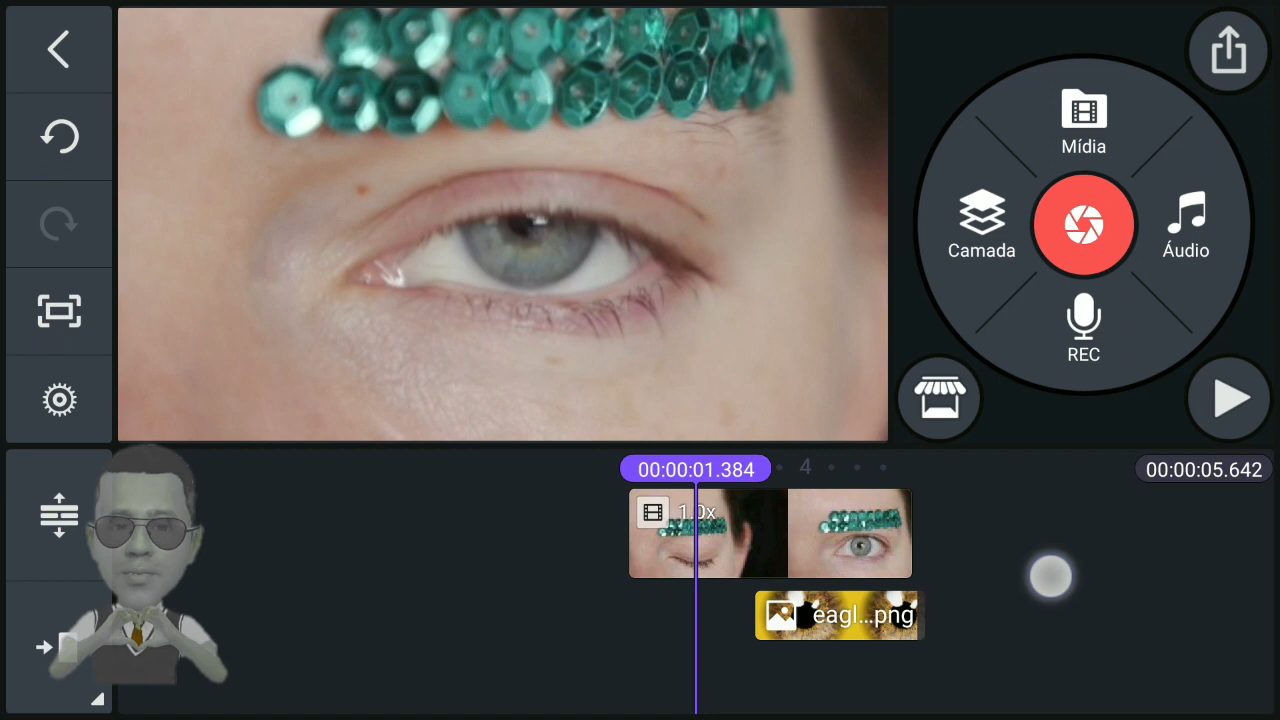 Mídia
Camada
Áudio
REC
00:00:01.384
4
00:00:05.642
1.0x
eagl...png